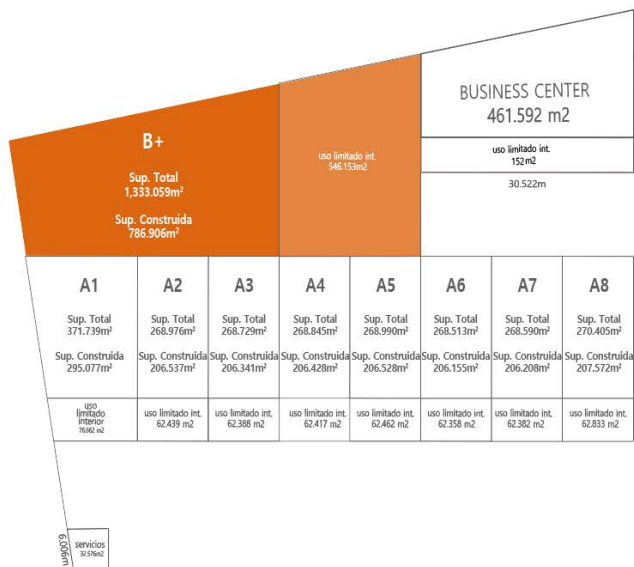 BUSINESS CENTER
461.592 m2
uso limitado int.
152 m2
30.522m
B+
Sup. Total
1,333.059m²
Sup. Construida
786.906m²
uso limitado int.
546.153m2
A1
Sup. Total
371.739m²
Sup. Construida
295.077m²
uso
limitado
interior
76.662 m2
A2
Sup. Total
268.976m²
Sup. Construida
206.537m²
uso limitado int.
62.439 m2
A3
Sup. Total
268.729m²
Sup. Construida
206.341m²
uso limitado int.
62.388 m2
A4
Sup. Total
268.845m²
Sup. Construida
206.428m²
uso limitado int.
62.417 m2
A5
Sup. Total
268.990m²
Sup. Construida
206.528m²
uso limitado int.
62.462 m2
A6
Sup. Total
268.513m²
Sup. Construida
206.155m²
uso limitado int.
62.358 m2
A7
Sup. Total
268.590m²
Sup. Construida
206.208m²
uso limitado int.
62.382 m2
A8
Sup. Total
270.405m²
Sup. Construida
207.572m²
uso limitado int.
62.833 m2
6.006m
servicios
32.576m2